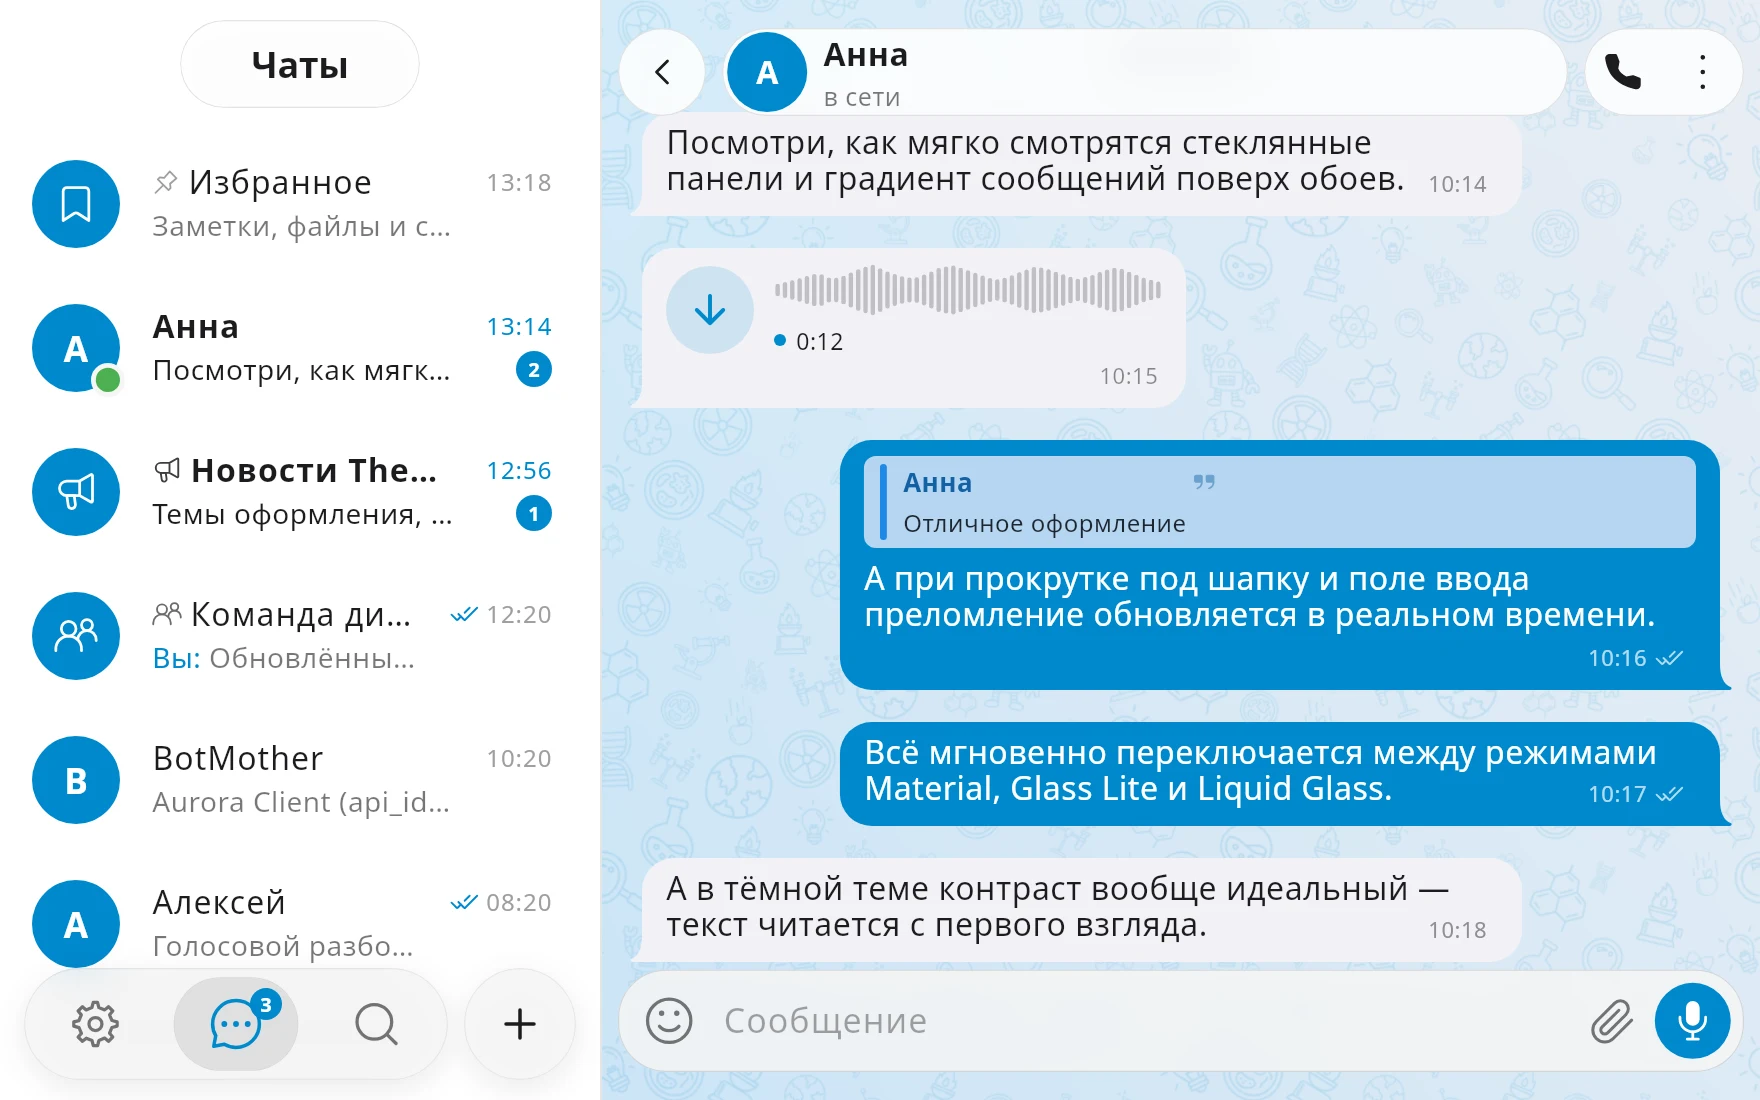 Чаты
Избранное 13:18
Заметки, файлы и с...
А
Анна 13:14
Посмотри, как мягк... 2
Новости The... 12:56
Темы оформления, ... 1
Команда ди... 12:20
Вы: Обновлённы...
B
BotMother 10:20
Aurora Client (api_id...
А
Алексей 08:20
Голосовой разбо...
3
А
Анна
в сети
Посмотри, как мягко смотрятся стеклянные
панели и градиент сообщений поверх обоев. 10:14
0:12
10:15
Анна
Отличное оформление
А при прокрутке под шапку и поле ввода
преломление обновляется в реальном времени.
10:16
Всё мгновенно переключается между режимами
Material, Glass Lite и Liquid Glass. 10:17
А в тёмной теме контраст вообще идеальный —
текст читается с первого взгляда. 10:18
Сообщение